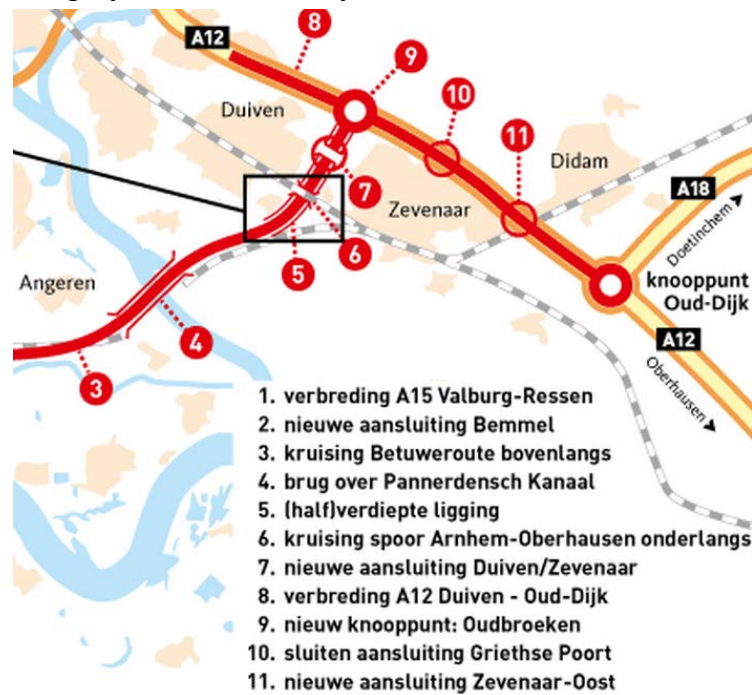 A12
8
9
10
11
Duiven
Didam
7
Zevenaar
A18
Doetinchem
6
5
Angeren
knooppunt
Oud-Dijk
4
A12
3
Oberhausen
1. verbreding A15 Valburg-Ressen
2. nieuwe aansluiting Bemmel
3. kruising Betuweroute bovenlangs
4. brug over Pannerdensch Kanaal
5. (half)verdiepte ligging
6. kruising spoor Arnhem-Oberhausen onderlangs
7. nieuwe aansluiting Duiven/Zevenaar
8. verbreding A12 Duiven - Oud-Dijk
9. nieuw knooppunt: Oudbroeken
10. sluiten aansluiting Griethse Poort
11. nieuwe aansluiting Zevenaar-Oost